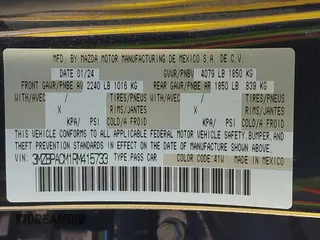 MFD. BY MAZDA MOTOR MANUFACTURING DE MEXICO S.A. DE C.V.
DATE 01/24 GVWR/PNBV 4079 LB 1850 KG
FRONT GAWR/PNBE AV 2240 LB 1016 KG REAR GAWR/PNBE AR 1850 LB 839 KG
WITH/AVEC TIRES/PNEUS WITH/AVEC TIRES/PNEUS
RIMS/JANTES RIMS/JANTES
KPA/ PSI COLD/A FROID KPA/ PSI COLD/A FROID
THIS VEHICLE CONFORMS TO ALL APPLICABLE FEDERAL MOTOR VEHICLE SAFETY, BUMPER, AND
THEFT PREVENTION STANDARDS IN EFFECT ON THE DATE OF MANUFACTURE SHOWN ABOVE.
VIN: 3MZBPACM1RM415733 TYPE PASS CAR
COLOR: 41W MADE IN MEXICO